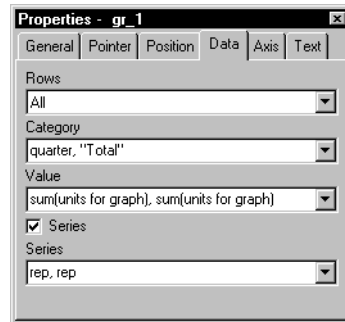 Properties - gr_1
General Pointer Position Data Axis Text
Rows
All
Category
quarter, "Total"
Value
sum(units for graph), sum(units for graph)
Series
Series
rep, rep